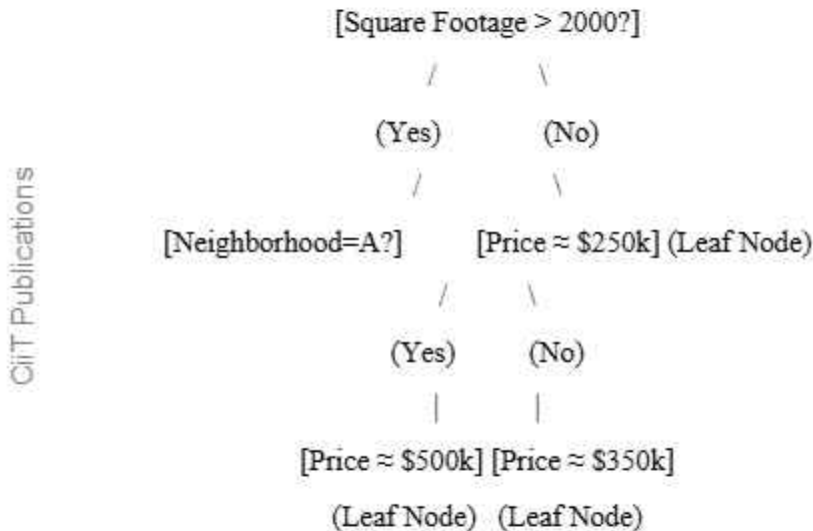 [Square Footage > 2000?]
/ \
(Yes) (No)
/ \
[Neighborhood=A?] [Price ≈ $250k] (Leaf Node)
/ \
(Yes) (No)
| |
[Price ≈ $500k] [Price ≈ $350k]
(Leaf Node) (Leaf Node)
CiiT Publications